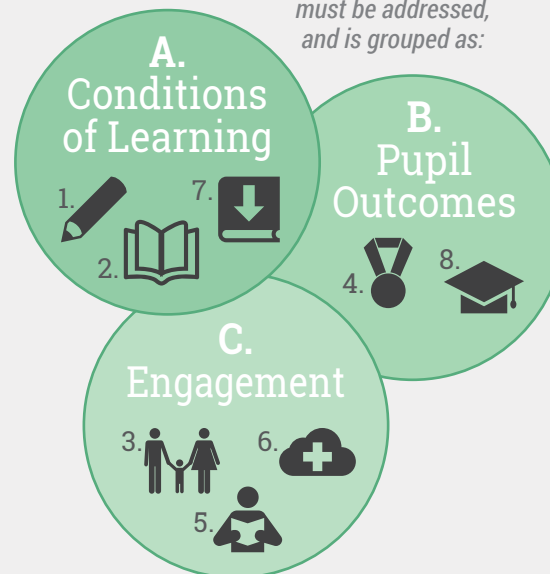 must be addressed,
and is grouped as:
A.
Conditions
of Learning
1.
7.
2.
B.
Pupil
Outcomes
4.
8.
C.
Engagement
3.
6.
5.